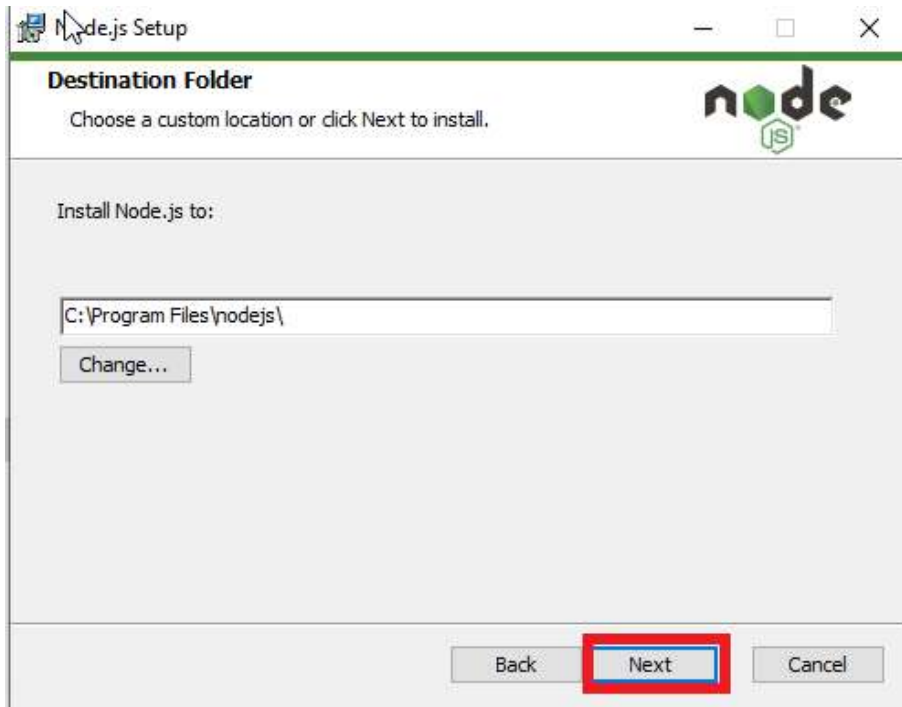 Node.js Setup
Destination Folder
Choose a custom location or click Next to install.
node
JS
Install Node.js to:
C:\Program Files\nodejs\
Change...
Back Next Cancel